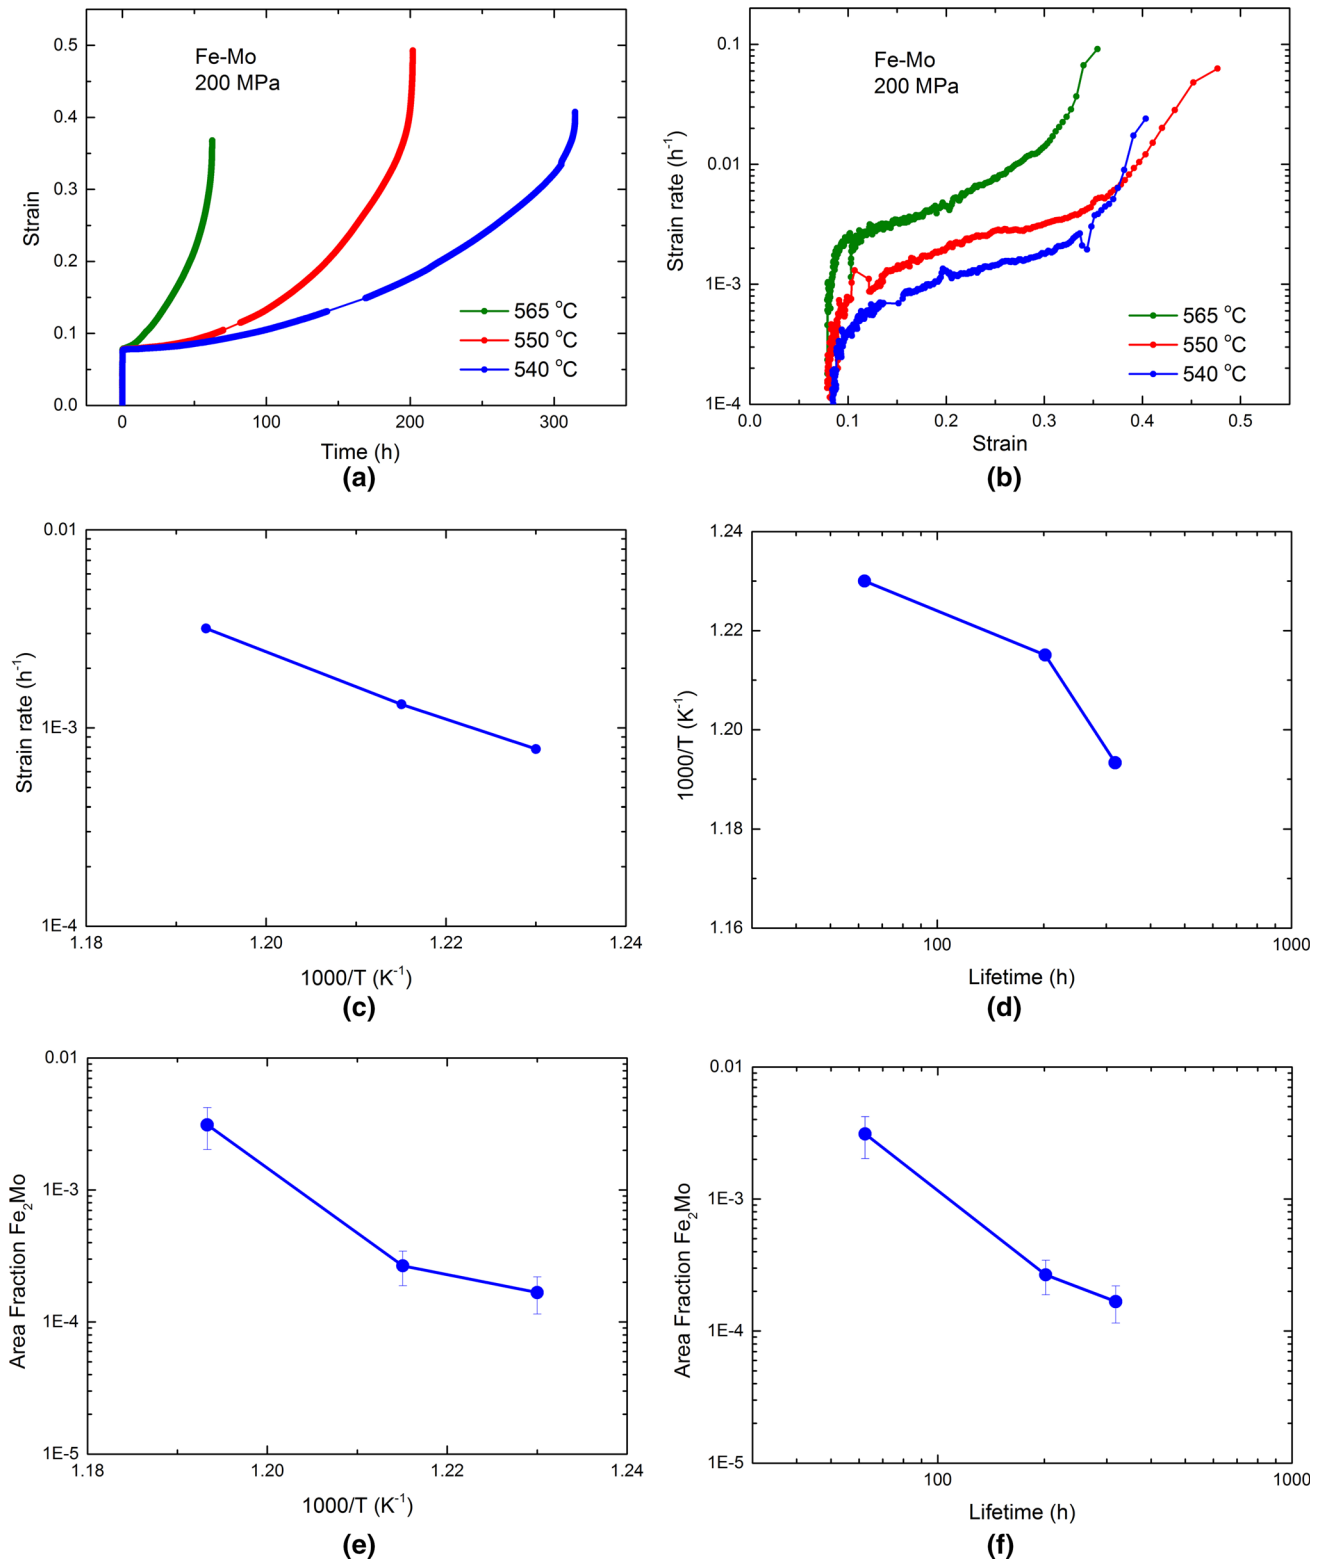 0.5
0.4
0.3
0.2
0.1
0.0
Strain
Fe-Mo
200 MPa
565 °C
550 °C
540 °C
0
100
200
300
Time (h)
(a)
0.1
0.01
1E-3
1E-4
Strain rate (h⁻¹)
Fe-Mo
200 MPa
565 °C
550 °C
540 °C
0.0
0.1
0.2
0.3
0.4
0.5
Strain
(b)
0.01
1E-3
1E-4
Strain rate (h⁻¹)
1.18
1.20
1.22
1.24
1000/T (K⁻¹)
(c)
1.24
1.22
1.20
1.18
1.16
1000/T (K⁻¹)
100
1000
Lifetime (h)
(d)
0.01
1E-3
1E-4
1E-5
Area Fraction Fe₂Mo
1.18
1.20
1.22
1.24
1000/T (K⁻¹)
(e)
0.01
1E-3
1E-4
1E-5
Area Fraction Fe₂Mo
100
1000
Lifetime (h)
(f)